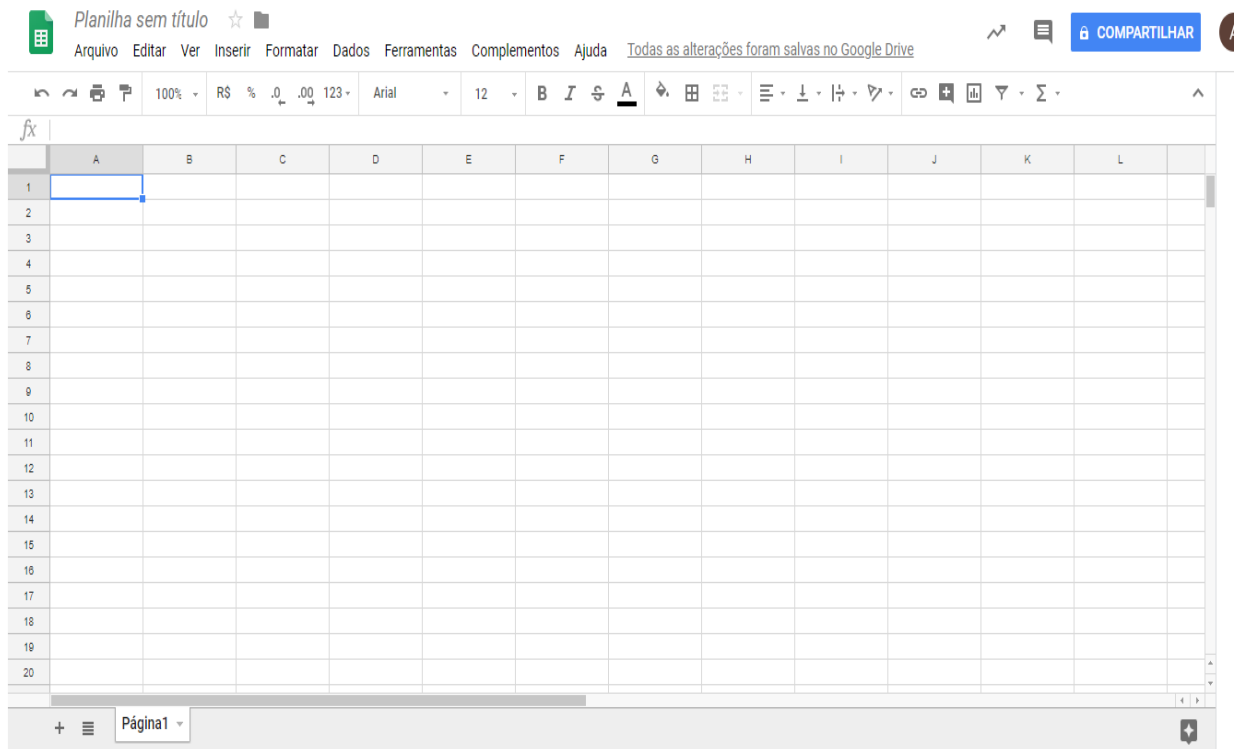 Planilha sem título
Arquivo Editar Ver Inserir Formatar Dados Ferramentas Complementos Ajuda Todas as alterações foram salvas no Google Drive
COMPARTILHAR
A
100% R$ % .0 .00 123 Arial 12 B I S A Σ
fx
A B C D E F G H I J K L
1
2
3
4
5
6
7
8
9
10
11
12
13
14
15
16
17
18
19
20
Página1